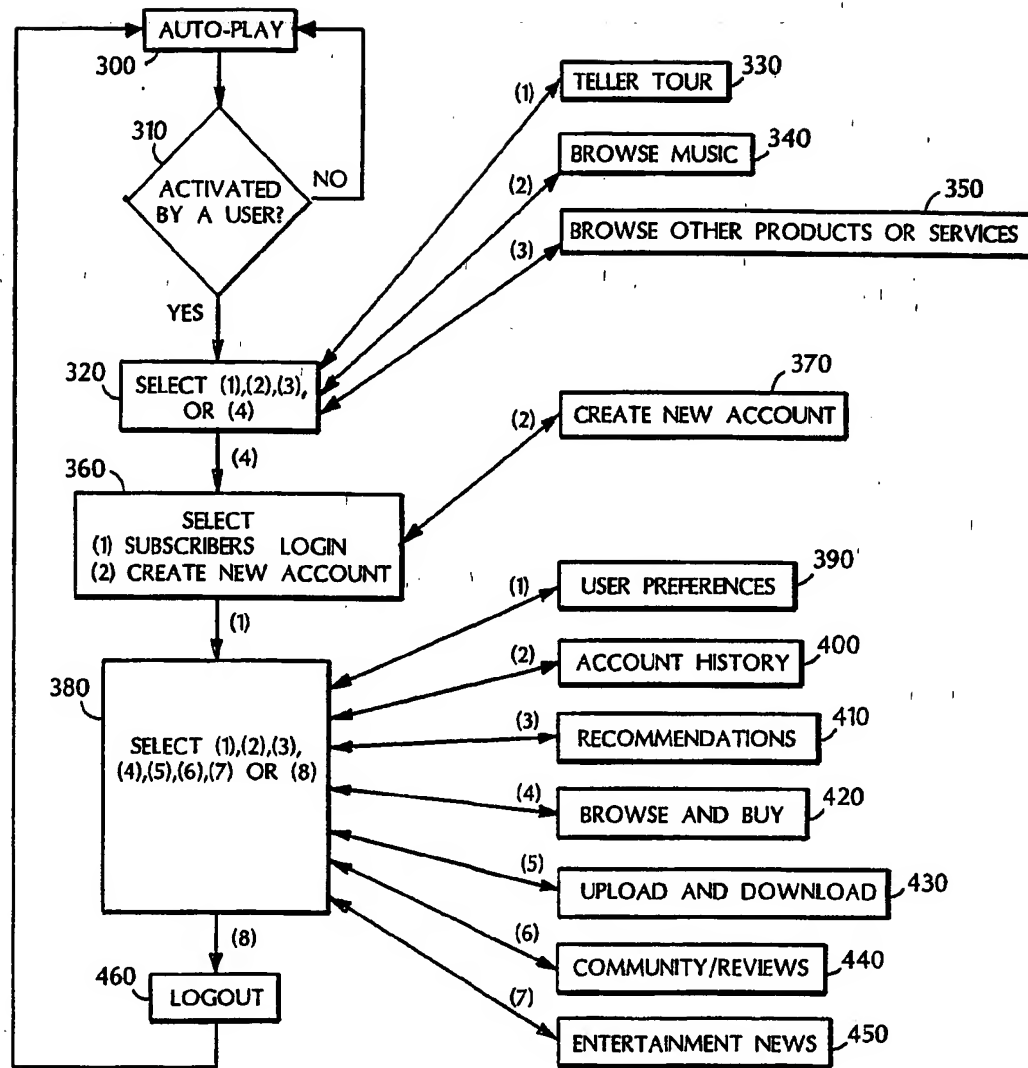 AUTO-PLAY
300
310
ACTIVATED
BY A USER?
NO
YES
(1)
TELLER TOUR
330
(2)
BROWSE MUSIC
340
(3)
BROWSE OTHER PRODUCTS OR SERVICES
350
320
SELECT (1),(2),(3),
OR (4)
(4)
(2)
CREATE NEW ACCOUNT
370
360
SELECT
(1) SUBSCRIBERS LOGIN
(2) CREATE NEW ACCOUNT
(1)
380
SELECT (1),(2),(3),
(4),(5),(6),(7) OR (8)
(1)
USER PREFERENCES
390
(2)
ACCOUNT HISTORY
400
(3)
RECOMMENDATIONS
410
(4)
BROWSE AND BUY
420
(5)
UPLOAD AND DOWNLOAD
430
(6)
COMMUNITY/REVIEWS
440
(7)
ENTERTAINMENT NEWS
450
(8)
460
LOGOUT